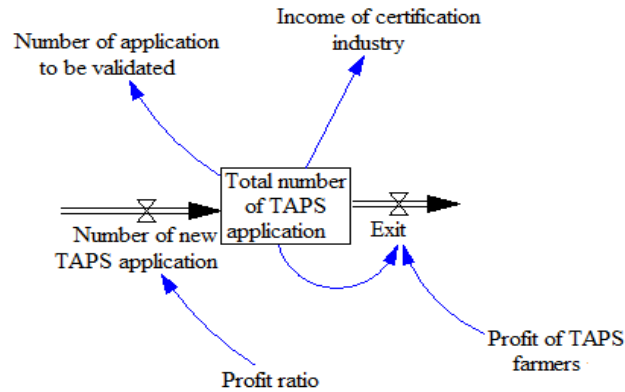 Number of application
to be validated
Income of certification
industry
Total number
of TAPS
application
Number of new
TAPS application
Exit
Profit of TAPS
farmers
Profit ratio